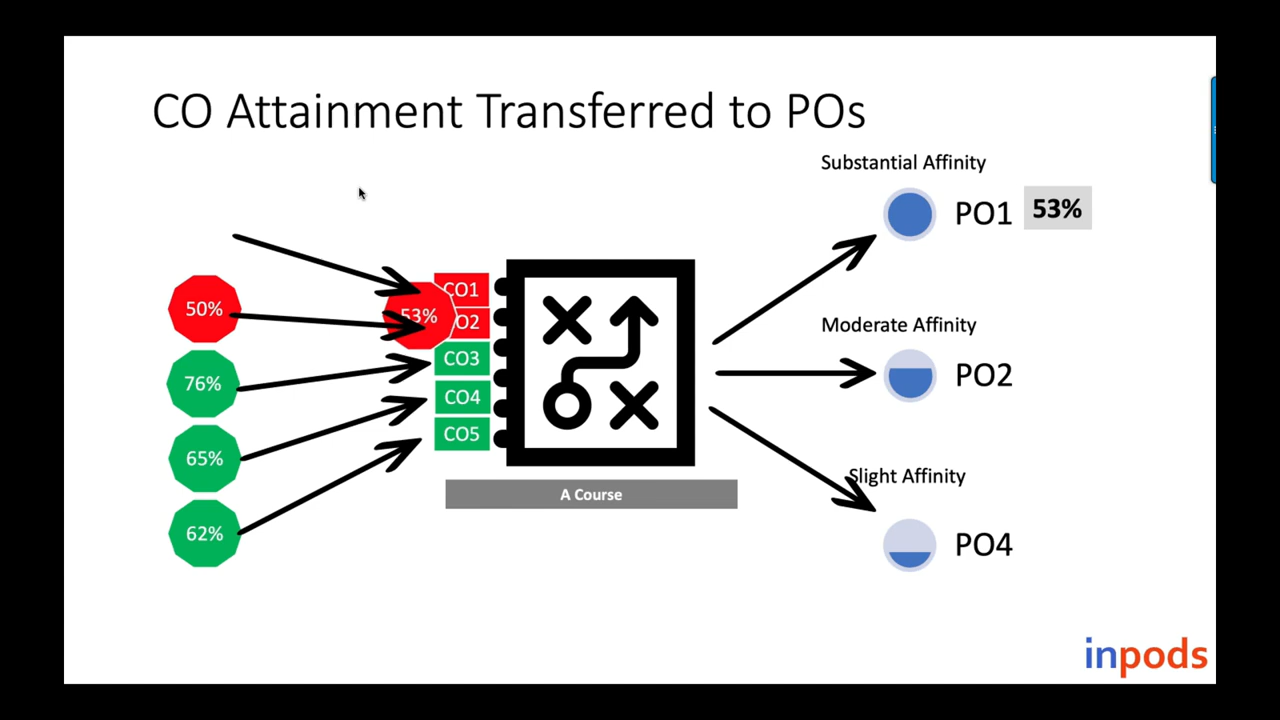 CO Attainment Transferred to POs
Substantial Affinity
PO1 53%
Moderate Affinity
PO2
Slight Affinity
PO4
50%
76%
65%
62%
53%
CO1
O2
CO3
CO4
CO5
A Course
inpods